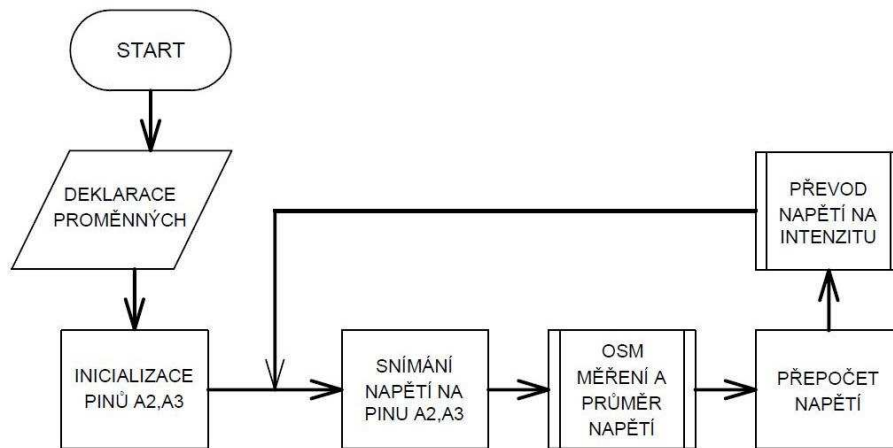 START
DEKLARACE
PROMĚNNÝCH
INICIALIZACE
PINŮ A2,A3
SNÍMÁNÍ
NAPĚTÍ NA
PINU A2,A3
OSM
MĚŘENÍ A
PRŮMĚR
NAPĚTÍ
PŘEPOČET
NAPĚTÍ
PŘEVOD
NAPĚTÍ NA
INTENZITU